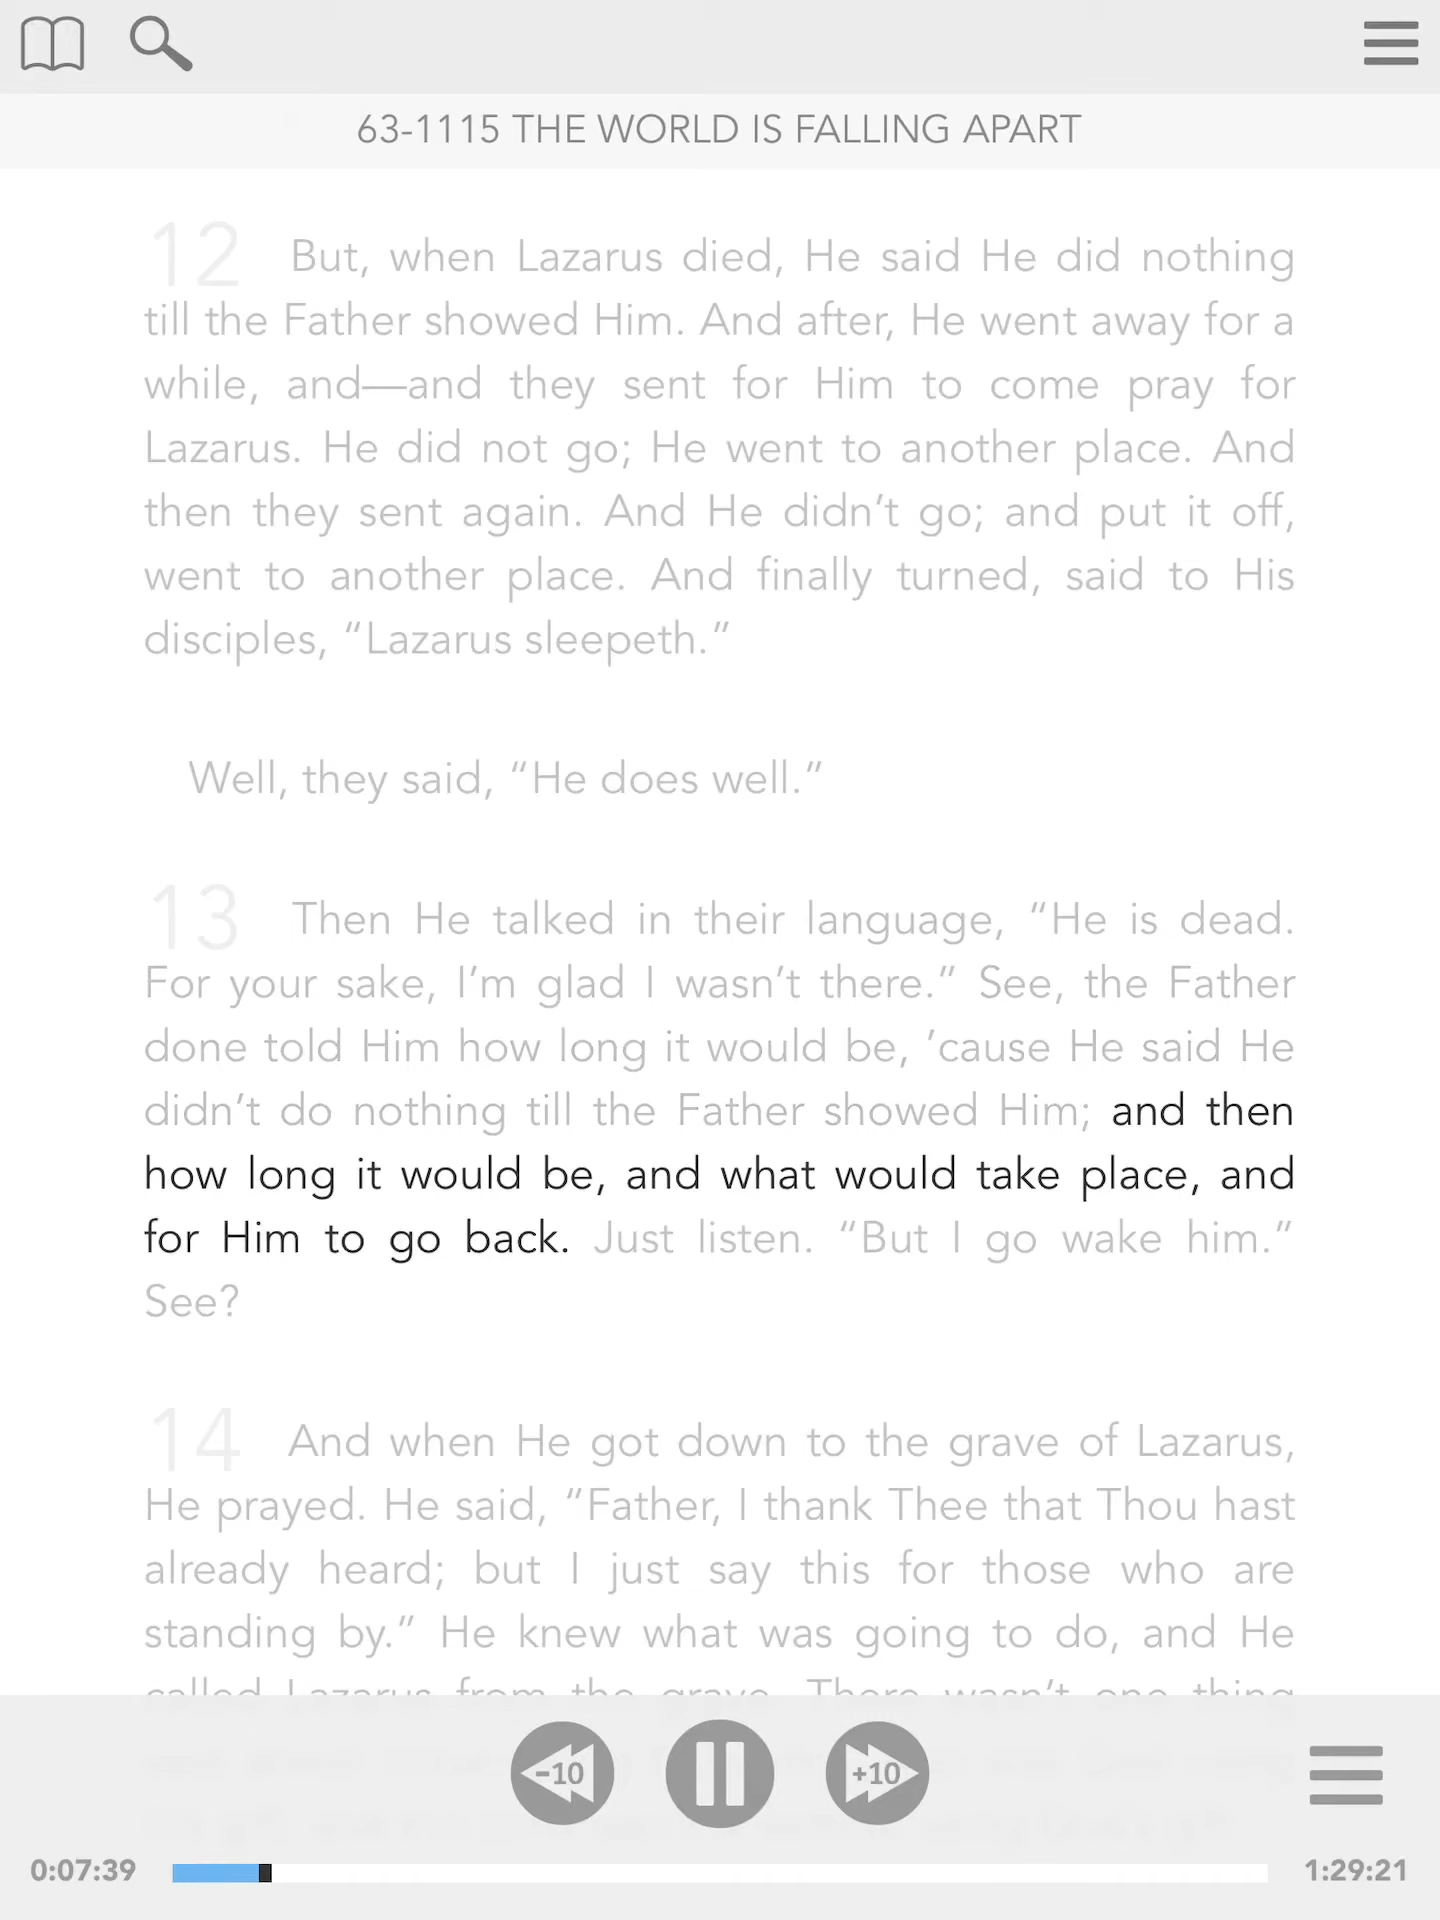 63-1115 THE WORLD IS FALLING APART
12 But, when Lazarus died, He said He did nothing
till the Father showed Him. And after, He went away for a
while, and—and they sent for Him to come pray for
Lazarus. He did not go; He went to another place. And
then they sent again. And He didn’t go; and put it off,
went to another place. And finally turned, said to His
disciples, “Lazarus sleepeth.”
Well, they said, “He does well.”
13 Then He talked in their language, “He is dead.
For your sake, I’m glad I wasn’t there.” See, the Father
done told Him how long it would be, ’cause He said He
didn’t do nothing till the Father showed Him; and then
how long it would be, and what would take place, and
for Him to go back. Just listen. “But I go wake him.”
See?
14 And when He got down to the grave of Lazarus,
He prayed. He said, “Father, I thank Thee that Thou hast
already heard; but I just say this for those who are
standing by.” He knew what was going to do, and He
called Lazarus from the grave. There wasn’t one thing
-10 +10
0:07:39 1:29:21